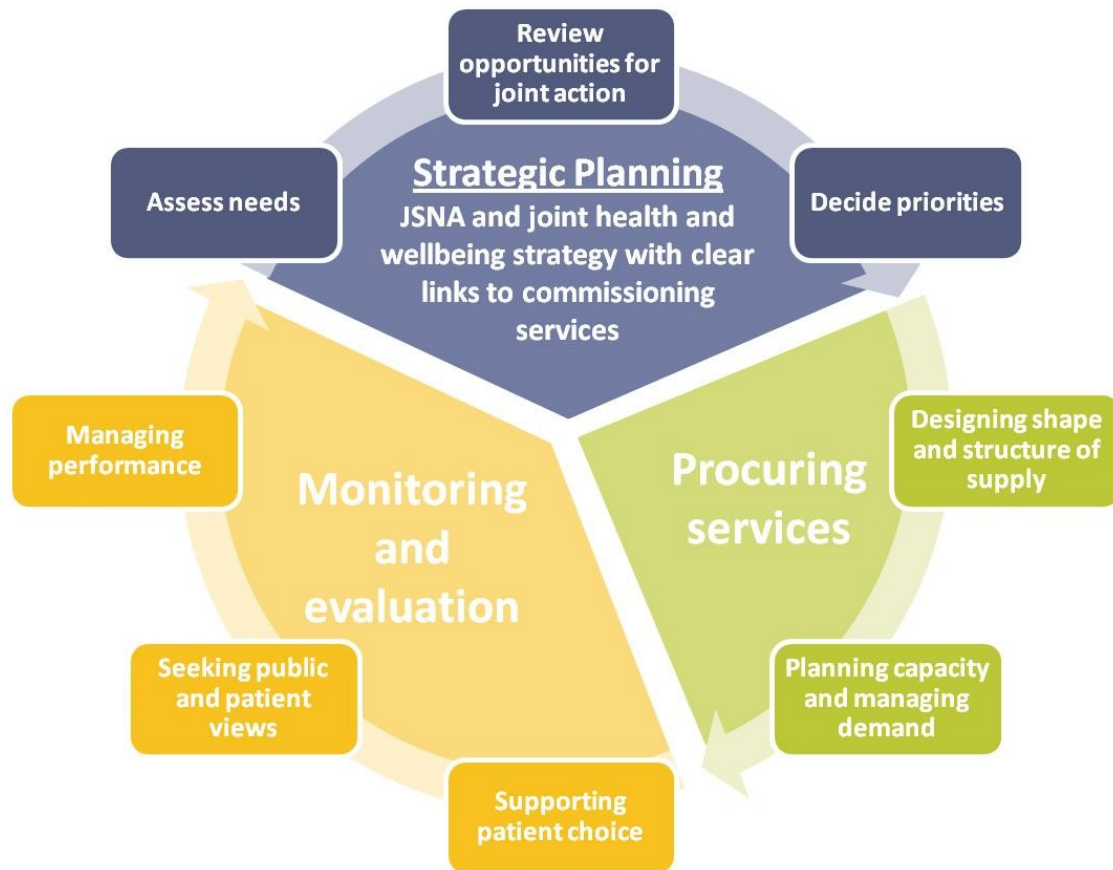 Review
opportunities for
joint action
Assess needs
Strategic Planning
JSNA and joint health and
wellbeing strategy with clear
links to commissioning
services
Decide priorities
Managing
performance
Monitoring
and
evaluation
Procuring
services
Designing shape
and structure of
supply
Seeking public
and patient
views
Planning capacity
and managing
demand
Supporting
patient choice